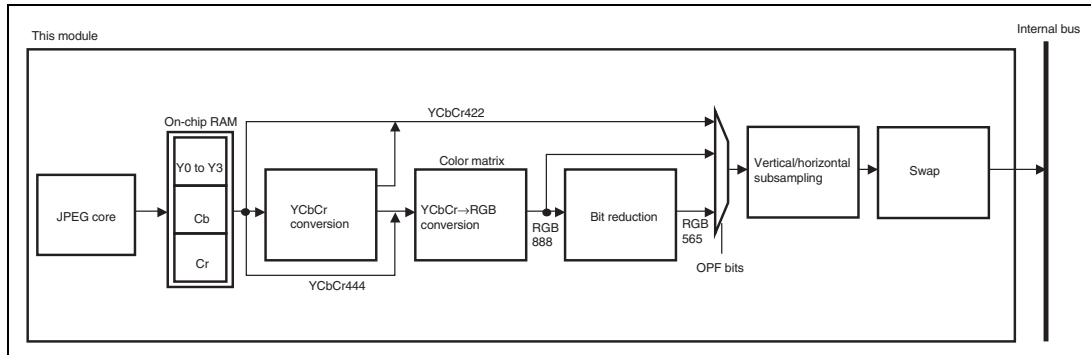 Internal bus
This module
On-chip RAM
YCbCr422
Y0 to Y3
Color matrix
Vertical/horizontal
subsampling
Swap
JPEG core
Cb
YCbCr
conversion
YCbCr→RGB
conversion
Bit reduction
RGB
888
RGB
565
Cr
OPF bits
YCbCr444